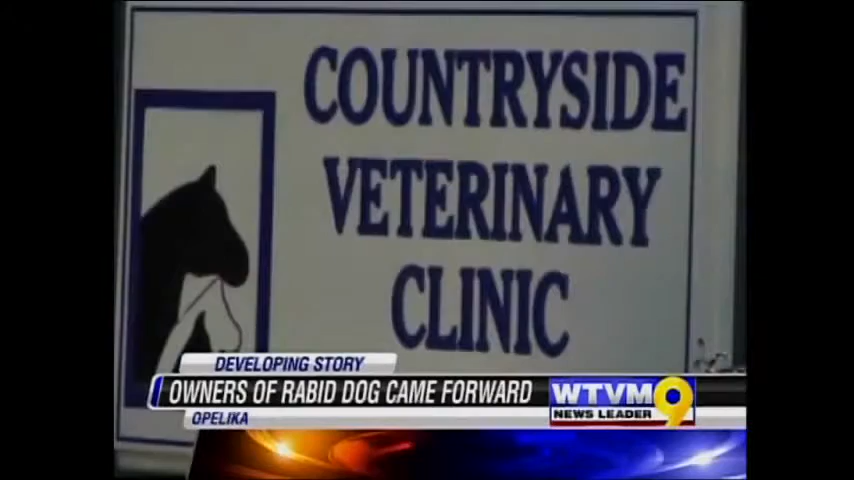 COUNTRYSIDE
VETERINARY
CLINIC
DEVELOPING STORY
OWNERS OF RABID DOG CAME FORWARD
OPELIKA
WTVM 9
NEWS LEADER